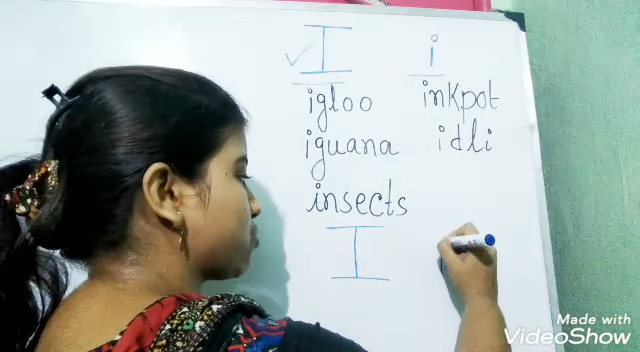 I i
igloo inkpot
iguana idli
insects
I
Made with
VideoShow